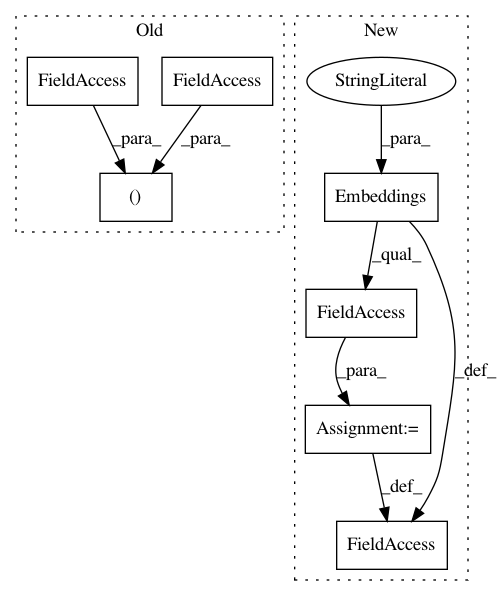 Old
New
FieldAccess
FieldAccess
StringLiteral
_para_
_para_
_para_
()
Embeddings
_qual_
FieldAccess
_para_
_def_
Assignment:=
_def_
FieldAccess